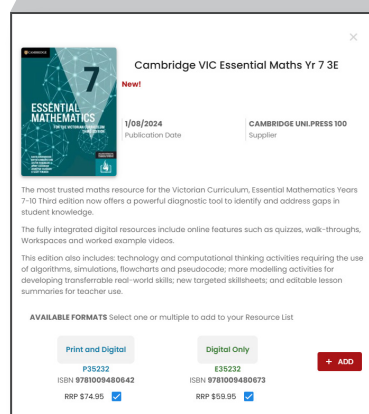 ×
CAMBRIDGE
7
ESSENTIAL
MATHEMATICS
FOR THE VICTORIAN CURRICULUM
THIRD EDITION
Cambridge VIC Essential Maths Yr 7 3E
New!
1/08/2024
Publication Date
CAMBRIDGE UNI.PRESS 100
Supplier
The most trusted maths resource for the Victorian Curriculum, Essential Mathematics Years
7-10 Third edition now offers a powerful diagnostic tool to identify and address gaps in
student knowledge.
The fully integrated digital resources include online features such as quizzes, walk-throughs,
Workspaces and worked example videos.
This edition also includes: technology and computational thinking activities requiring the use
of algorithms, simulations, flowcharts and pseudocode; more modelling activities for
developing transferrable real-world skills; new targeted skillsheets; and editable lesson
summaries for teacher use.
AVAILABLE FORMATS Select one or multiple to add to your Resource List
Print and Digital
P35232
ISBN 9781009480642
RRP $74.95
Digital Only
E35232
ISBN 9781009480673
RRP $59.95
+ ADD